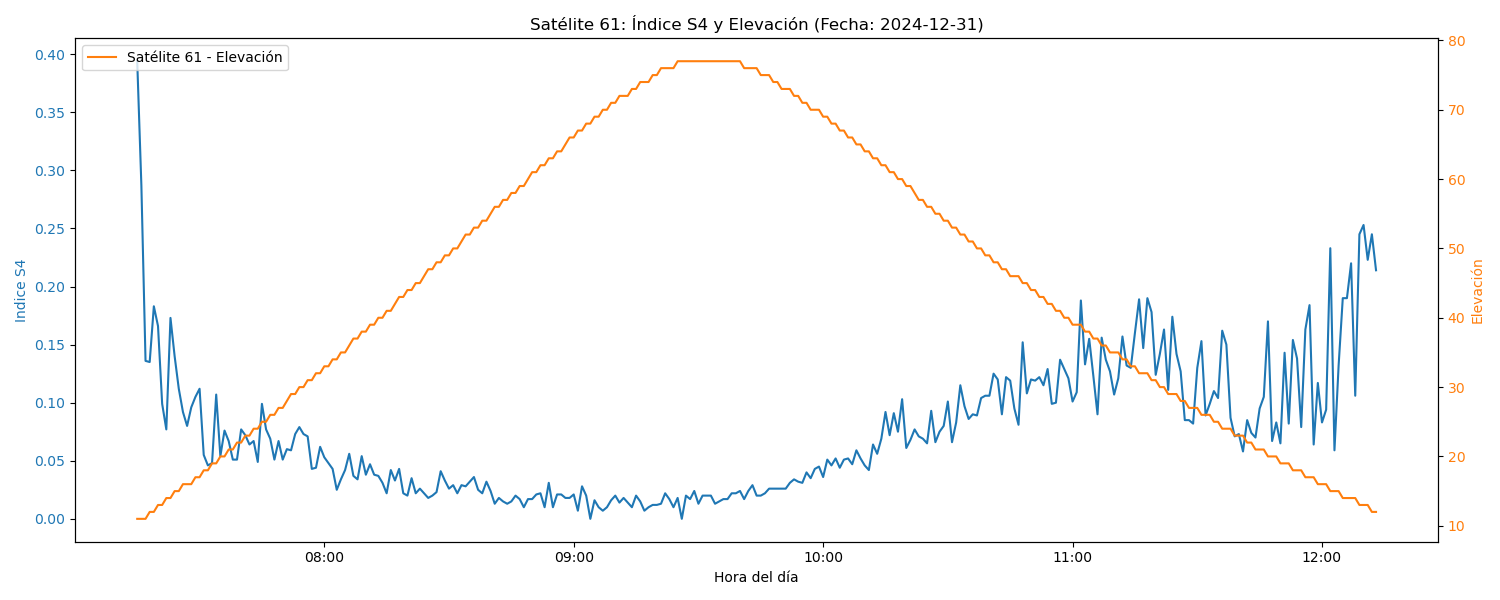 Satélite 61: Índice S4 y Elevación (Fecha: 2024-12-31)
Satélite 61 - Elevación
0.40
0.35
0.30
0.25
0.20
0.15
0.10
0.05
0.00
Indice S4
80
70
60
50
40
30
20
10
Elevación
08:00 09:00 10:00 11:00 12:00
Hora del día